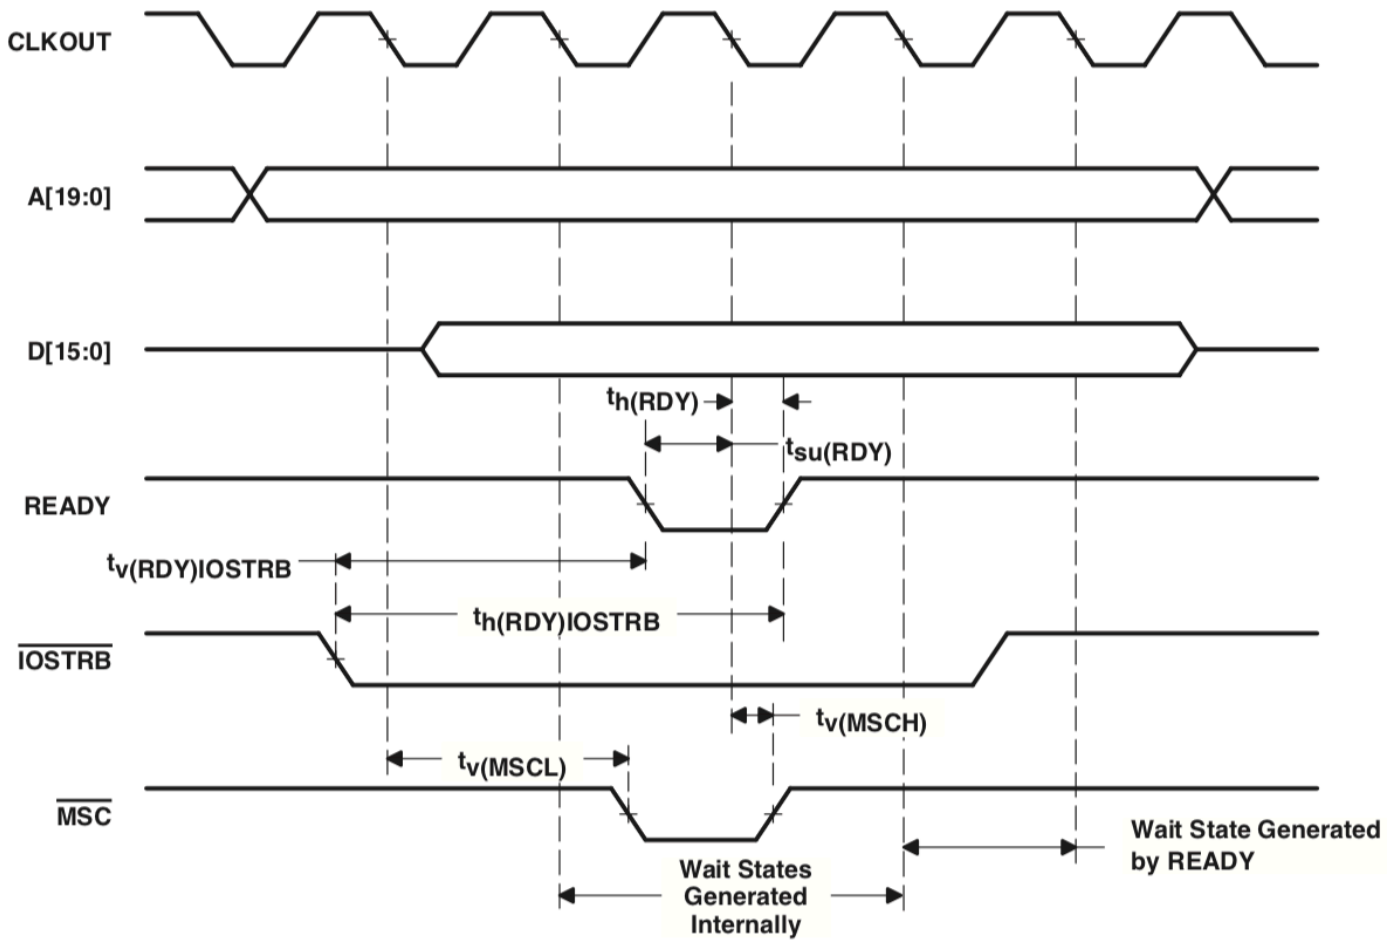 CLKOUT
A[19:0]
D[15:0]
th(RDY)
tsu(RDY)
READY
tv(RDY)IOSTRB
th(RDY)IOSTRB
IOSTRB
tv(MSCH)
tv(MSCL)
MSC
Wait State Generated
by READY
Wait States
Generated
Internally